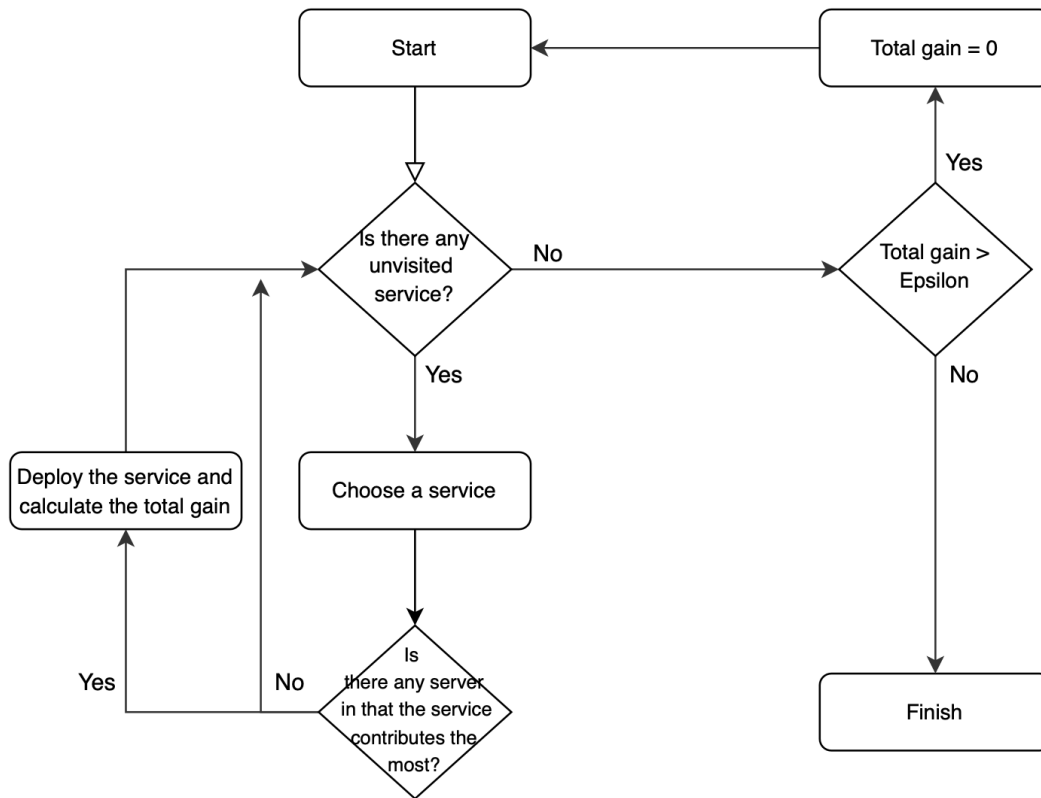 Start
Total gain = 0
Yes
Is there any
unvisited
service?
No
Total gain >
Epsilon
Yes
No
Deploy the service and
calculate the total gain
Choose a service
Is
there any server
in that the service
contributes the
most?
Yes
No
Finish